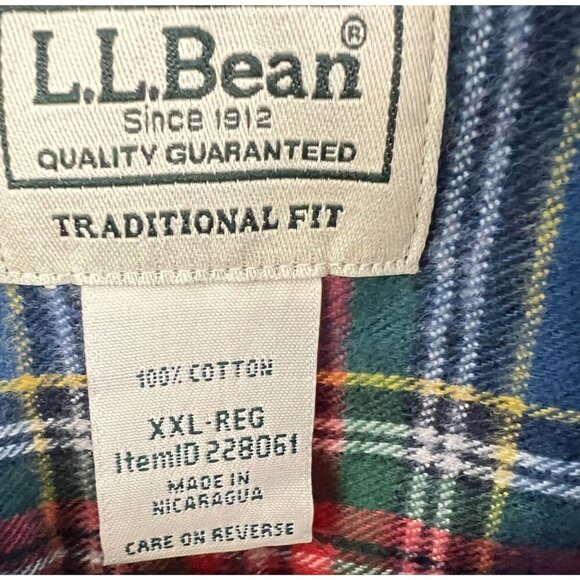 L.L.Bean®
Since 1912
QUALITY GUARANTEED
TRADITIONAL FIT
100% COTTON
XXL-REG
ItemID 228061
MADE IN
NICARAGUA
CARE ON REVERSE